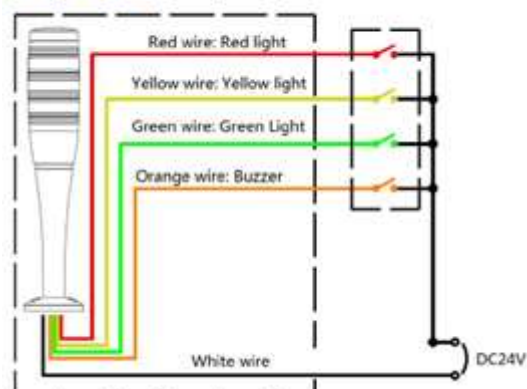 Red wire: Red light
Yellow wire: Yellow light
Green wire: Green Light
Orange wire: Buzzer
White wire
DC24V